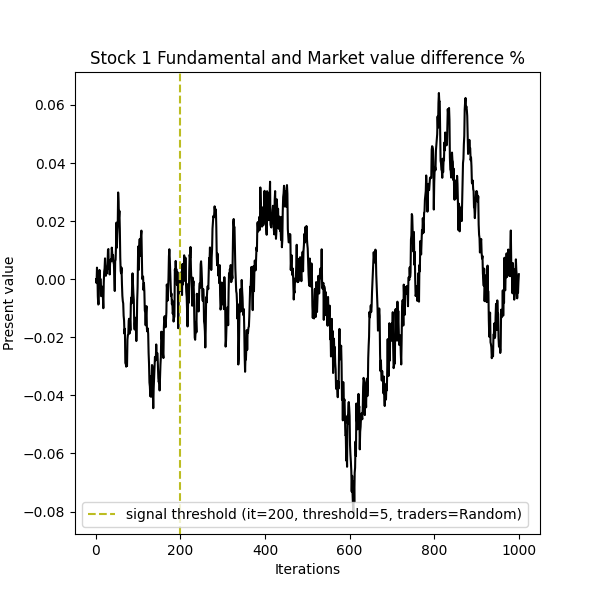 Stock 1 Fundamental and Market value difference %
Present value
0.06
0.04
0.02
0.00
−0.02
−0.04
−0.06
−0.08
signal threshold (it=200, threshold=5, traders=Random)
0 200 400 600 800 1000
Iterations